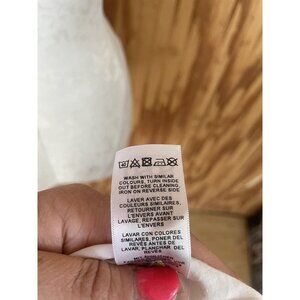 WASH WITH SIMILAR
COLOURS, TURN INSIDE
OUT BEFORE CLEANING,
IRON ON REVERSE SIDE
LAVER AVEC DES
COULEURS SIMILAIRES,
RETOURNER SUR
L'ENVERS AVANT
LAVAGE, REPASSER SUR
L'ENVERS
LAVAR CON COLORES
SIMILARES, PONER DEL
REVÉS ANTES DE
LAVAR, PLANCHAR DEL
REVÉS